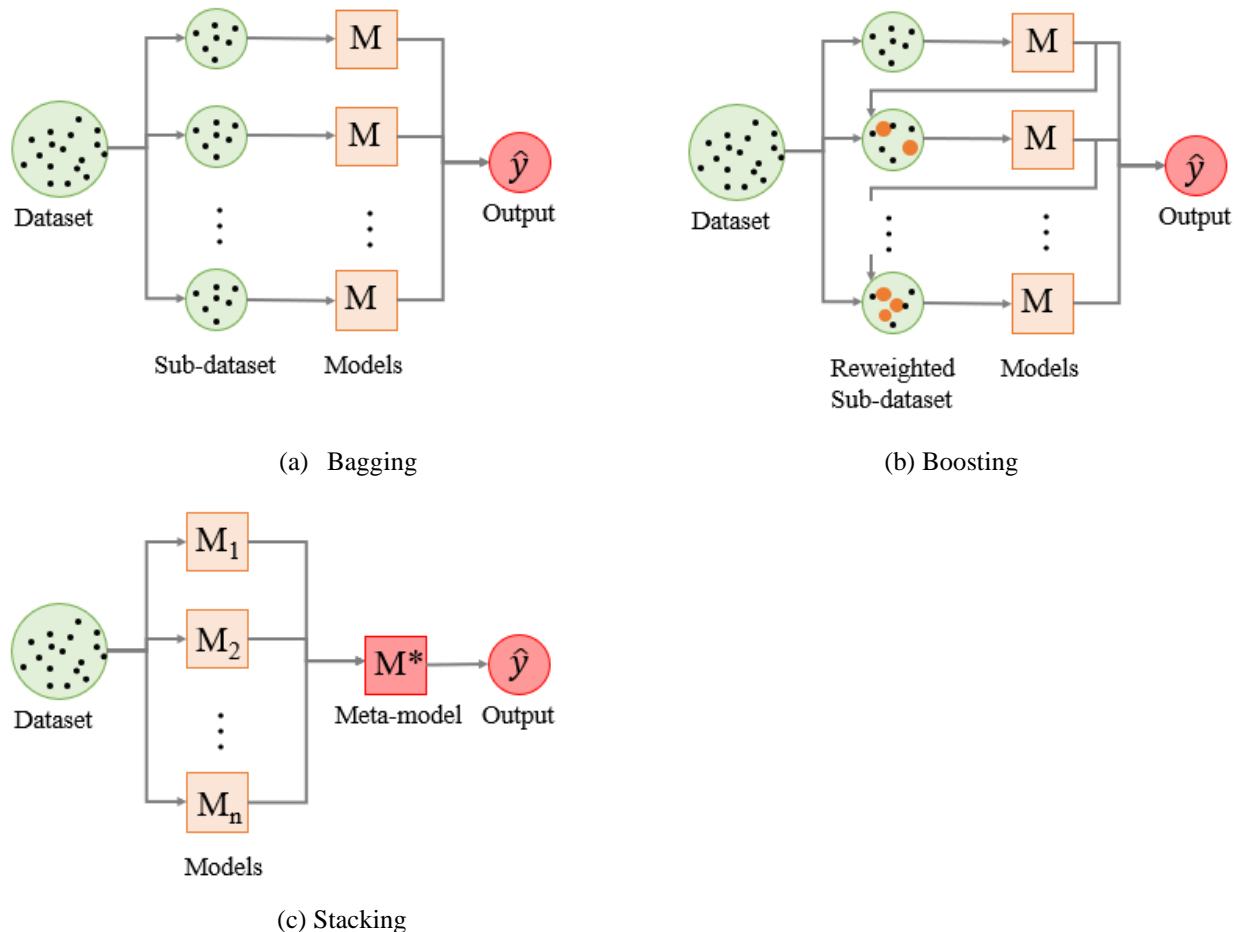 M
M
ŷ
Dataset
Output
M
Sub-dataset
Models
(a) Bagging
M
M
ŷ
Dataset
Output
M
Reweighted
Sub-dataset
Models
(b) Boosting
M₁
M₂
M*
ŷ
Dataset
Meta-model
Output
Mₙ
Models
(c) Stacking